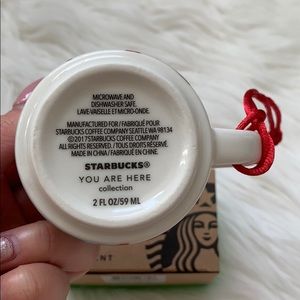 MICROWAVE AND
DISHWASHER SAFE.
LAVE-VAISELLE ET MICRO-ONDE.
MANUFACTURED FOR / FABRIQUÉ POUR
STARBUCKS COFFEE COMPANY SEATTLE WA 98134
©2017 STARBUCKS COFFEE COMPANY
ALL RIGHTS RESERVED. / TOUS DROITS RÉSERVÉ.
MADE IN CHINA / FABRIQUÉ EN CHINE.
STARBUCKS®
YOU ARE HERE
collection
2 FL OZ/59 ML